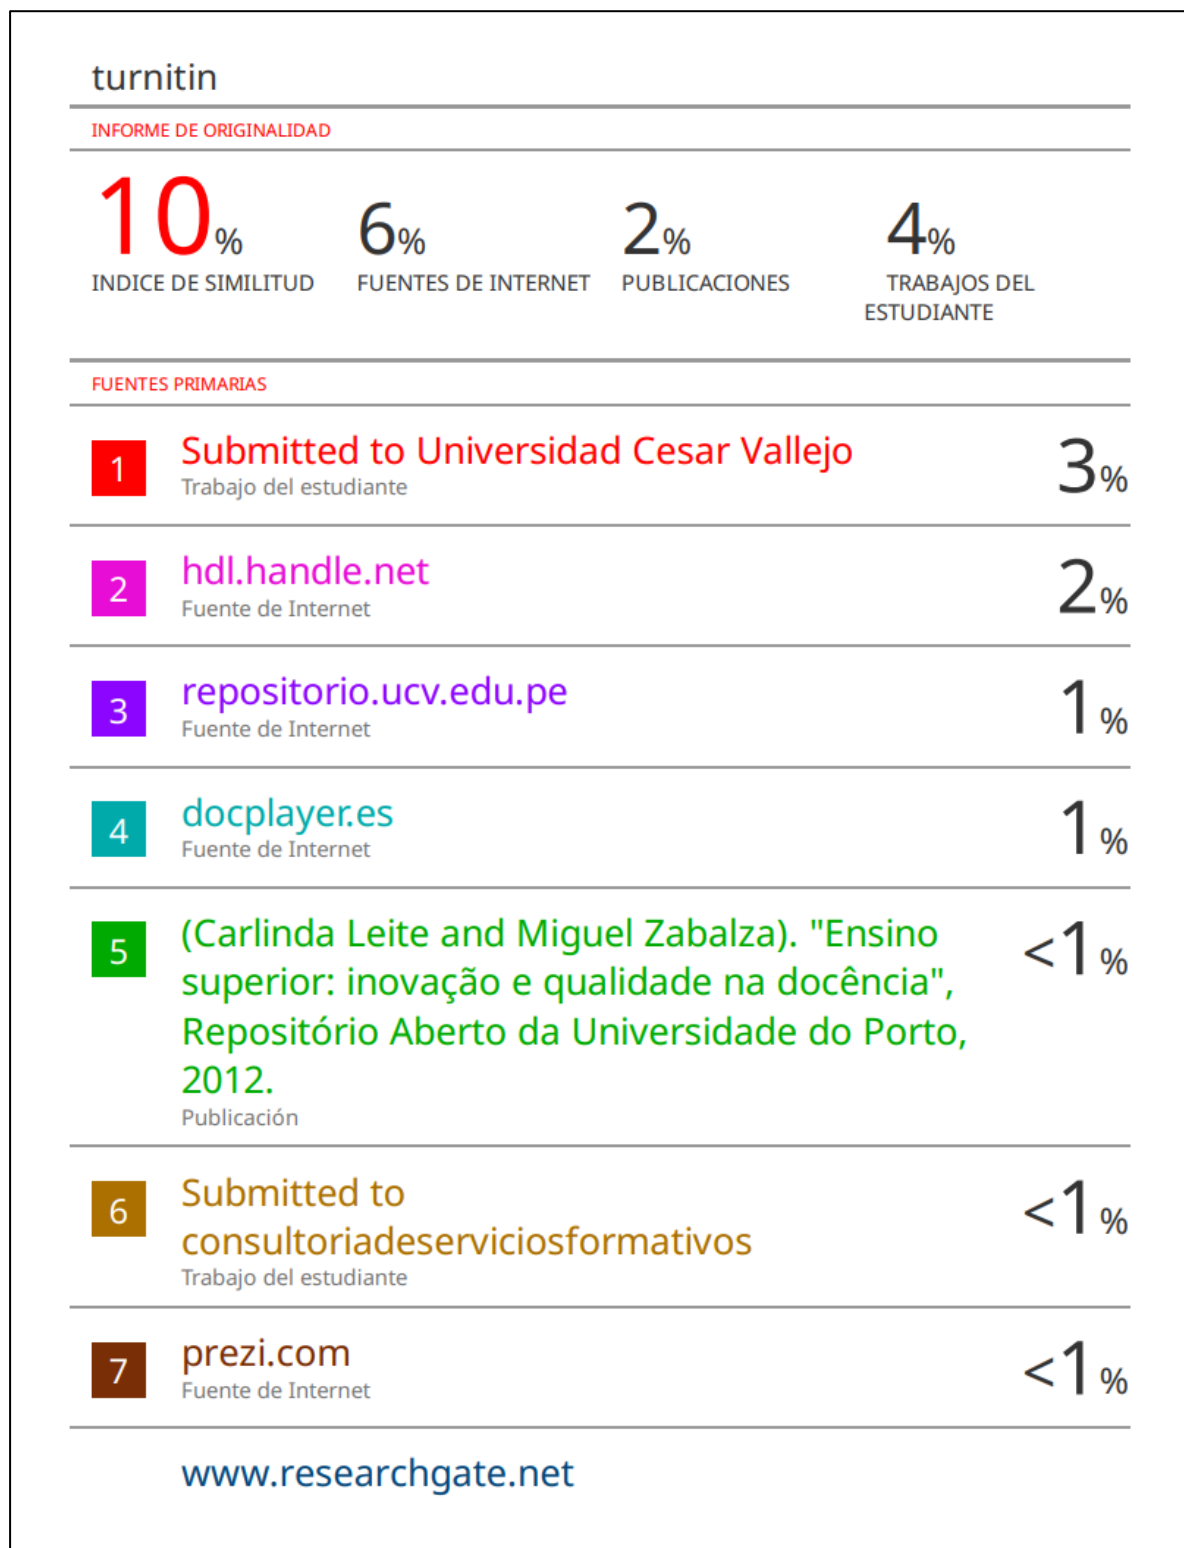 turnitin
INFORME DE ORIGINALIDAD
10%
6%
2%
4%
INDICE DE SIMILITUD
FUENTES DE INTERNET
PUBLICACIONES
TRABAJOS DEL
ESTUDIANTE
FUENTES PRIMARIAS
1
Submitted to Universidad Cesar Vallejo
Trabajo del estudiante
3%
2
hdl.handle.net
Fuente de Internet
2%
3
repositorio.ucv.edu.pe
Fuente de Internet
1%
4
docplayer.es
Fuente de Internet
1%
5
(Carlinda Leite and Miguel Zabalza). "Ensino
superior: inovação e qualidade na docência",
Repositório Aberto da Universidade do Porto,
2012.
Publicación
<1%
6
Submitted to
consultoriadeserviciosformativos
Trabajo del estudiante
<1%
7
prezi.com
Fuente de Internet
<1%
www.researchgate.net